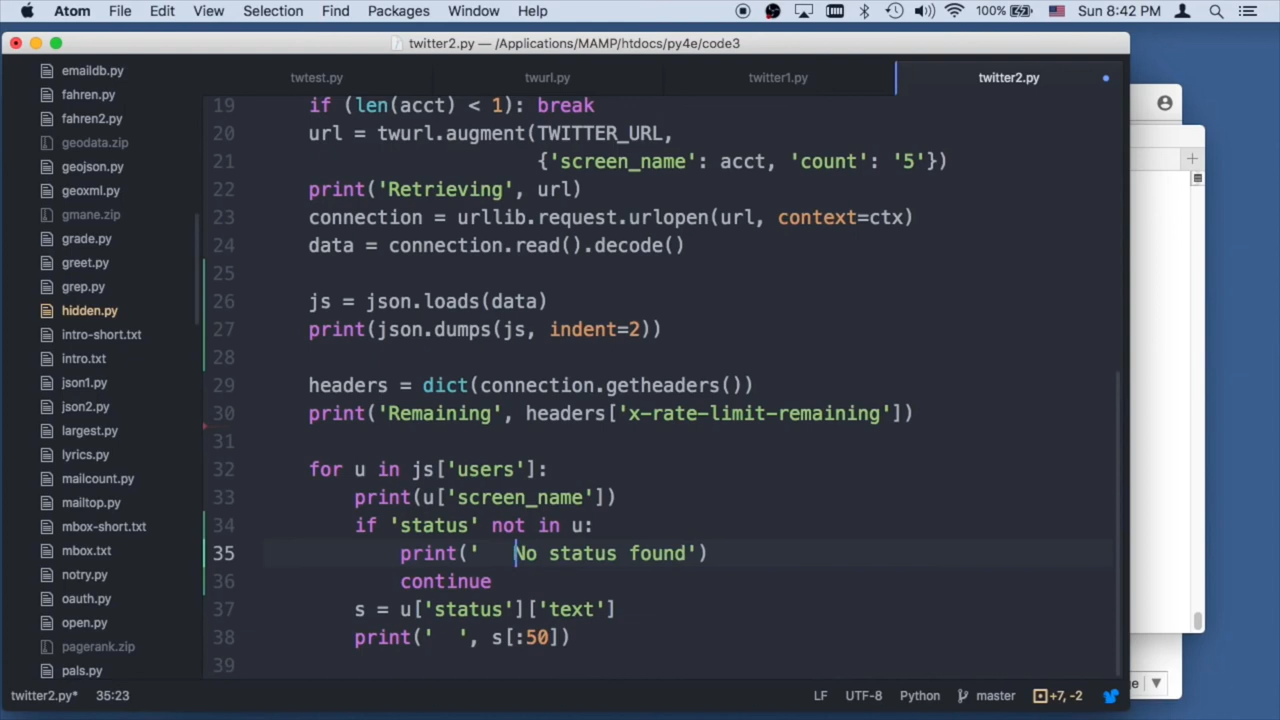 Atom File Edit View Selection Find Packages Window Help 100% Sun 8:42 PM
twitter2.py — /Applications/MAMP/htdocs/py4e/code3
twtest.py twurl.py twitter1.py twitter2.py
emaildb.py
fahren.py
fahren2.py
geodata.zip
geojson.py
geoxml.py
gmane.zip
grade.py
greet.py
grep.py
hidden.py
intro-short.txt
intro.txt
json1.py
json2.py
largest.py
lyrics.py
mailcount.py
mailtop.py
mbox-short.txt
mbox.txt
notry.py
oauth.py
open.py
pagerank.zip
pals.py
19 if (len(acct) < 1): break
20 url = twurl.augment(TWITTER_URL,
21 {'screen_name': acct, 'count': '5'})
22 print('Retrieving', url)
23 connection = urllib.request.urlopen(url, context=ctx)
24 data = connection.read().decode()
25
26 js = json.loads(data)
27 print(json.dumps(js, indent=2))
28
29 headers = dict(connection.getheaders())
30 print('Remaining', headers['x-rate-limit-remaining'])
31
32 for u in js['users']:
33 print(u['screen_name'])
34 if 'status' not in u:
35 print('   No status found')
36 continue
37 s = u['status']['text']
38 print('  ', s[:50])
39
twitter2.py* 35:23 LF UTF-8 Python master +7, -2